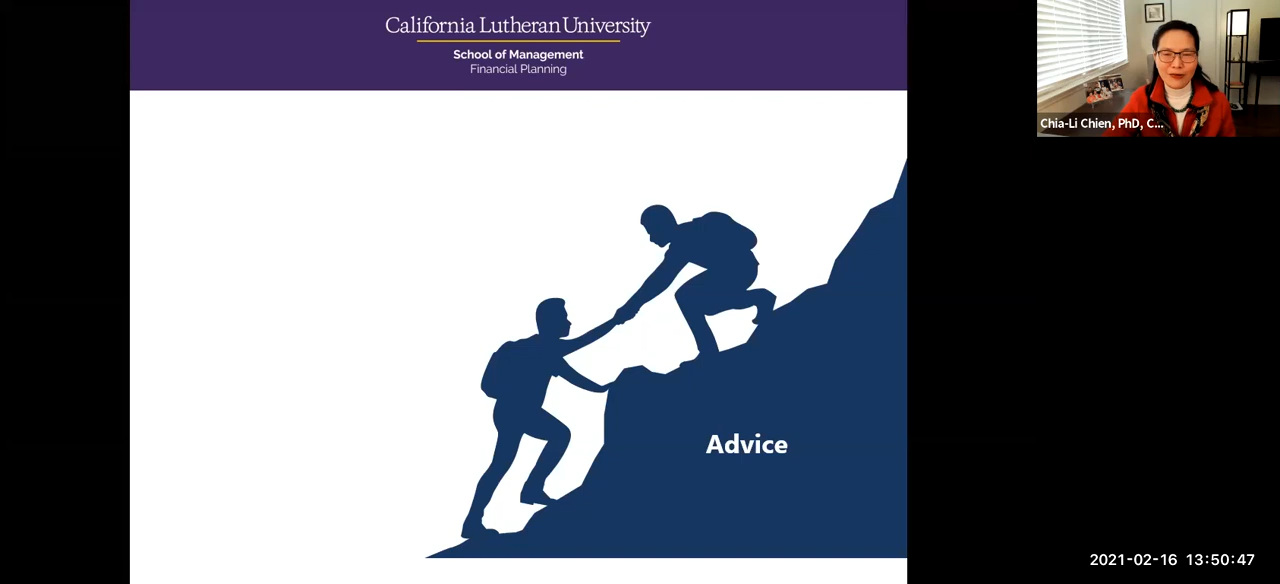 California Lutheran University
School of Management
Financial Planning
Chia-Li Chien, PhD, C...
Advice
2021-02-16 13:50:47